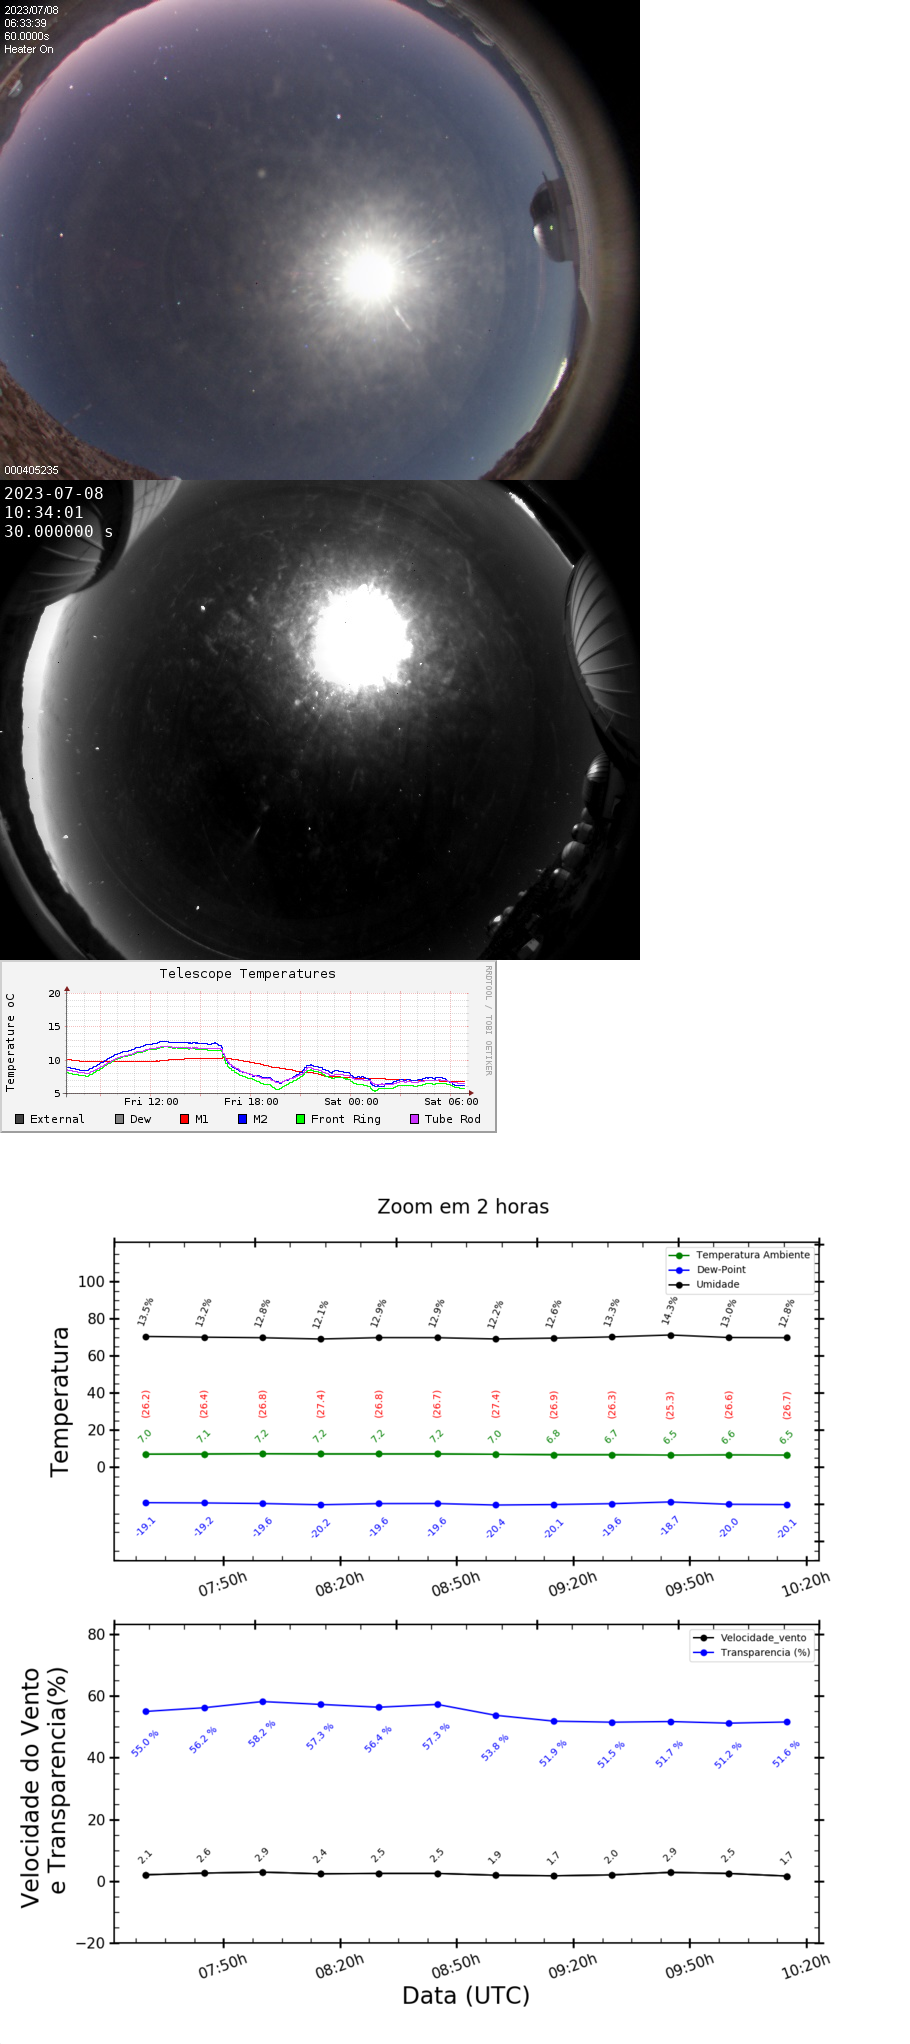 2023/07/08
06:33:39
60.0000s
Heater On
000405235
2023-07-08
10:34:01
30.000000 s
Telescope Temperatures
RRDTOOL / TOBI OETIKER
Temperature oC
20
15
10
5
Fri 12:00 Fri 18:00 Sat 00:00 Sat 06:00
External Dew M1 M2 Front Ring Tube Rod
Zoom em 2 horas
Temperatura
Temperatura Ambiente
Dew-Point
Umidade
100
80
60
40
20
0
13.5% 13.2% 12.8% 12.1% 12.9% 12.9% 12.2% 12.6% 13.3% 14.3% 13.0% 12.8%
(26.2) (26.4) (26.8) (27.4) (26.8) (26.7) (27.4) (26.9) (26.3) (25.3) (26.6) (26.7)
7.0 7.1 7.2 7.2 7.2 7.2 7.0 6.8 6.7 6.5 6.6 6.5
-19.1 -19.2 -19.6 -20.2 -19.6 -19.6 -20.4 -20.1 -19.6 -18.7 -20.0 -20.1
07:50h 08:20h 08:50h 09:20h 09:50h 10:20h
Velocidade do Vento
e Transparencia(%)
Velocidade_vento
Transparencia (%)
80
60
40
20
0
−20
55.0 % 56.2 % 58.2 % 57.3 % 56.4 % 57.3 % 53.8 % 51.9 % 51.5 % 51.7 % 51.2 % 51.6 %
2.1 2.6 2.9 2.4 2.5 2.5 1.9 1.7 2.0 2.9 2.5 1.7
07:50h 08:20h 08:50h 09:20h 09:50h 10:20h
Data (UTC)